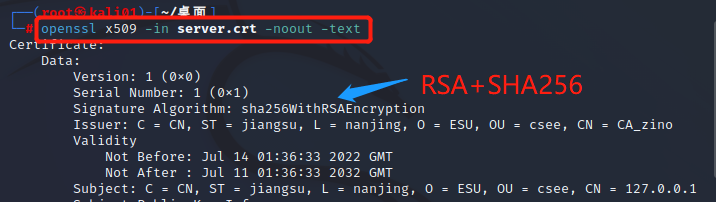 ┌──(root㉿kali01)-[~/桌面]
└─# openssl x509 -in server.crt -noout -text
Certificate:
Data:
Version: 1 (0x0)
Serial Number: 1 (0x1)
RSA+SHA256
Signature Algorithm: sha256WithRSAEncryption
Issuer: C = CN, ST = jiangsu, L = nanjing, O = ESU, OU = csee, CN = CA_zino
Validity
Not Before: Jul 14 01:36:33 2022 GMT
Not After : Jul 11 01:36:33 2032 GMT
Subject: C = CN, ST = jiangsu, L = nanjing, O = ESU, OU = csee, CN = 127.0.0.1